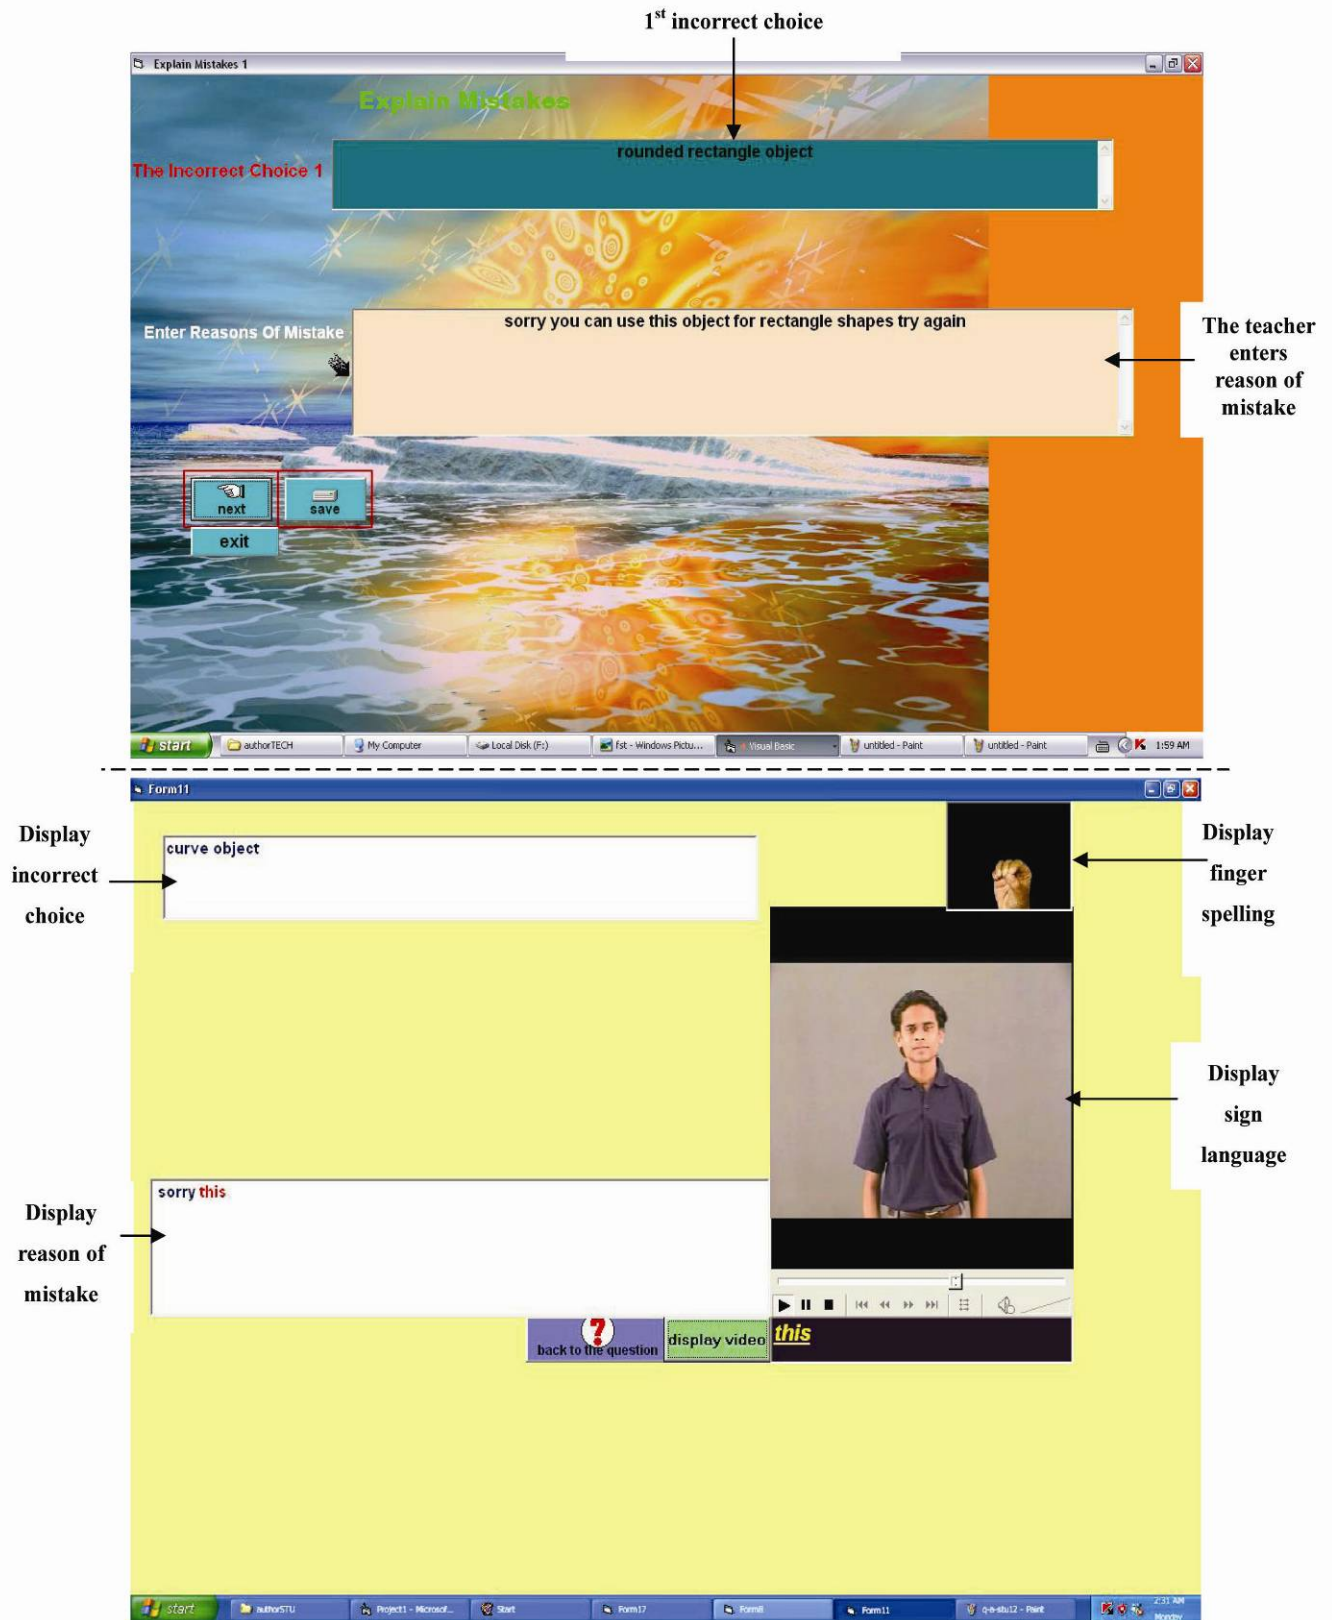 1st incorrect choice
Explain Mistakes 1
Explain Mistakes
The Incorrect Choice 1
rounded rectangle object
Enter Reasons Of Mistake
sorry you can use this object for rectangle shapes try again
The teacher
enters
reason of
mistake
next
save
exit
start
authorTECH
My Computer
Local Disk (F:)
fst - Windows Pictu...
Visual Basic
untitled - Paint
untitled - Paint
1:59 AM
Form11
Display
incorrect
choice
curve object
Display
finger
spelling
Display
sign
language
Display
reason of
mistake
sorry this
back to the question
display video
this
start
authorSTU
Project1 - Microsof...
Start
Form17
Form8
Form11
q-a-stu12 - Paint
2:31 AM
Monday